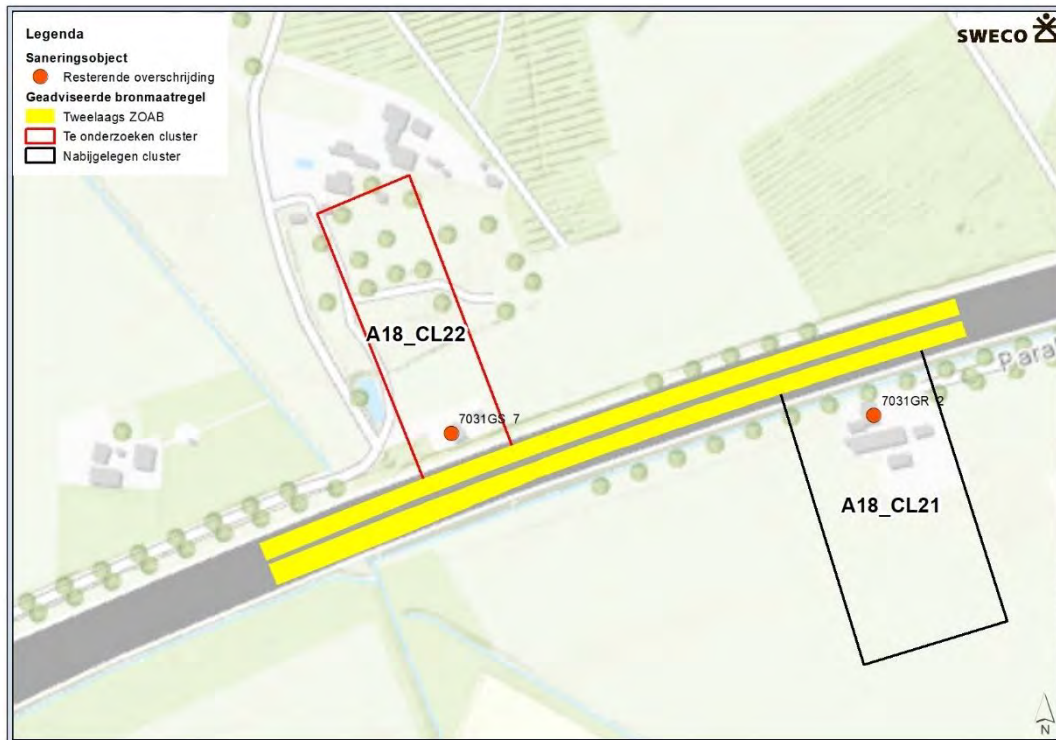 Legenda
SWECO
Saneringsobject
Resterende overschrijding
Geadviseerde bronmaatregel
Tweelaags ZOAB
Te onderzoeken cluster
Nabijgelegen cluster
A18_CL22
Paral
7031GR 2
7031GS 7
A18_CL21
N